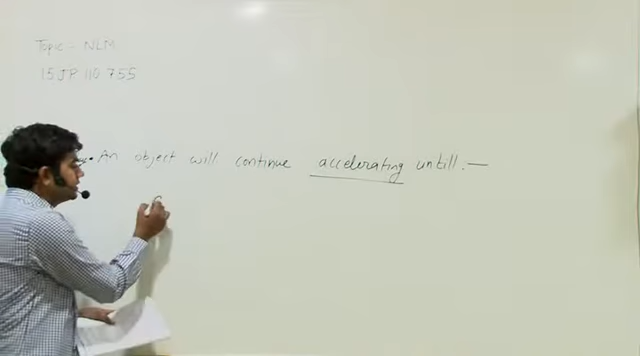 Topic :- NLM
15JP 110 755
An object will continue accelerating untill. —